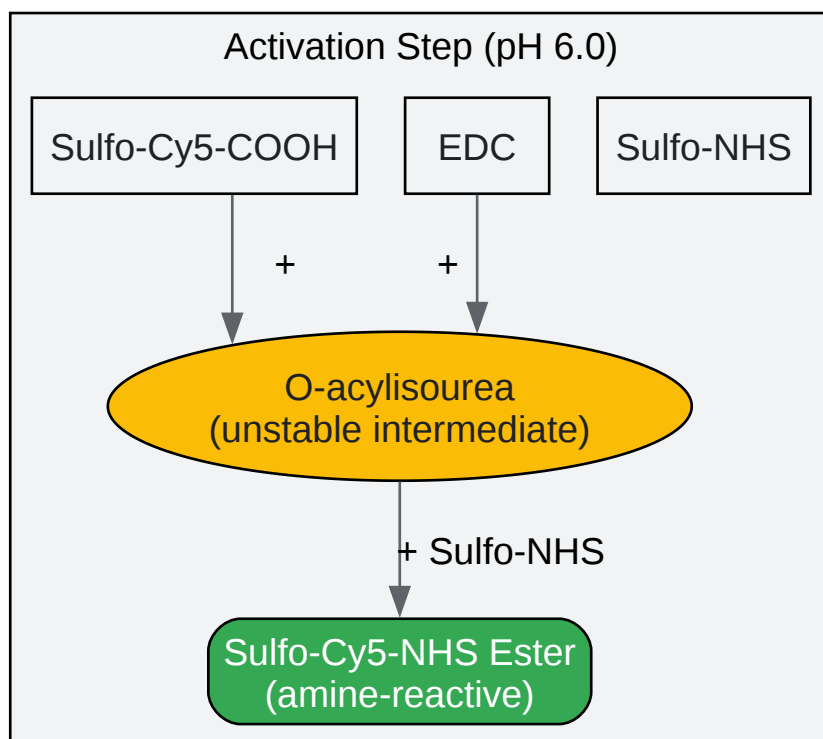 Activation Step (pH 6.0)
Sulfo-Cy5-COOH
EDC
Sulfo-NHS
+
+
O-acylisourea
(unstable intermediate)
+ Sulfo-NHS
Sulfo-Cy5-NHS Ester
(amine-reactive)